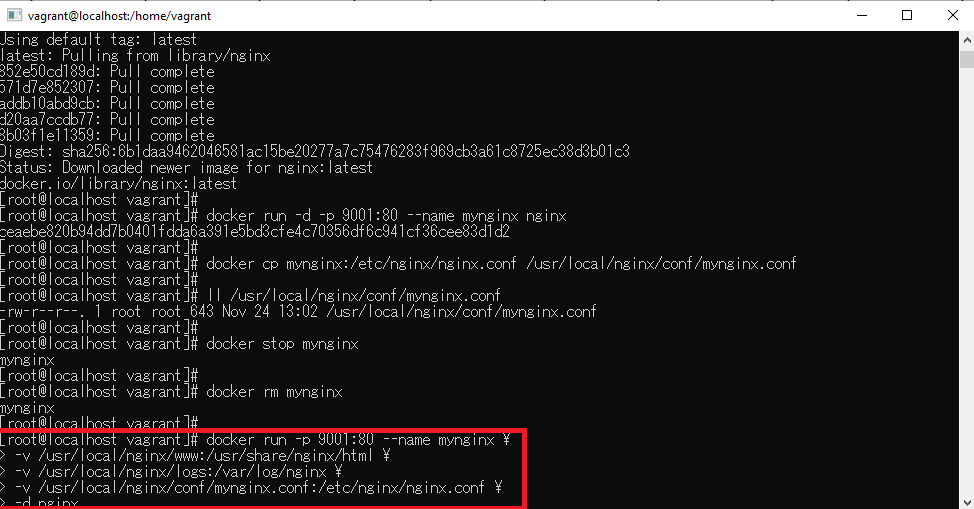 vagrant@localhost:/home/vagrant
Using default tag: latest
latest: Pulling from library/nginx
852e50cd189d: Pull complete
571d7e852307: Pull complete
addb10abd9cb: Pull complete
d20aa7ccdb77: Pull complete
8b03f1e11359: Pull complete
Digest: sha256:6b1daa9462046581ac15be20277a7c75476283f969cb3a61c8725ec38d3b01c3
Status: Downloaded newer image for nginx:latest
docker.io/library/nginx:latest
[root@localhost vagrant]#
[root@localhost vagrant]# docker run -d -p 9001:80 --name mynginx nginx
ceaebe820b94dd7b0401fdda6a391e5bd3cfe4c70356df6c941cf36cee83d1d2
[root@localhost vagrant]#
[root@localhost vagrant]# docker cp mynginx:/etc/nginx/nginx.conf /usr/local/nginx/conf/mynginx.conf
[root@localhost vagrant]#
[root@localhost vagrant]# ll /usr/local/nginx/conf/mynginx.conf
-rw-r--r--. 1 root root 643 Nov 24 13:02 /usr/local/nginx/conf/mynginx.conf
[root@localhost vagrant]#
[root@localhost vagrant]# docker stop mynginx
mynginx
[root@localhost vagrant]#
[root@localhost vagrant]# docker rm mynginx
mynginx
[root@localhost vagrant]#
[root@localhost vagrant]# docker run -p 9001:80 --name mynginx ¥
> -v /usr/local/nginx/www:/usr/share/nginx/html ¥
> -v /usr/local/nginx/logs:/var/log/nginx ¥
> -v /usr/local/nginx/conf/mynginx.conf:/etc/nginx/nginx.conf ¥
> -d nginx